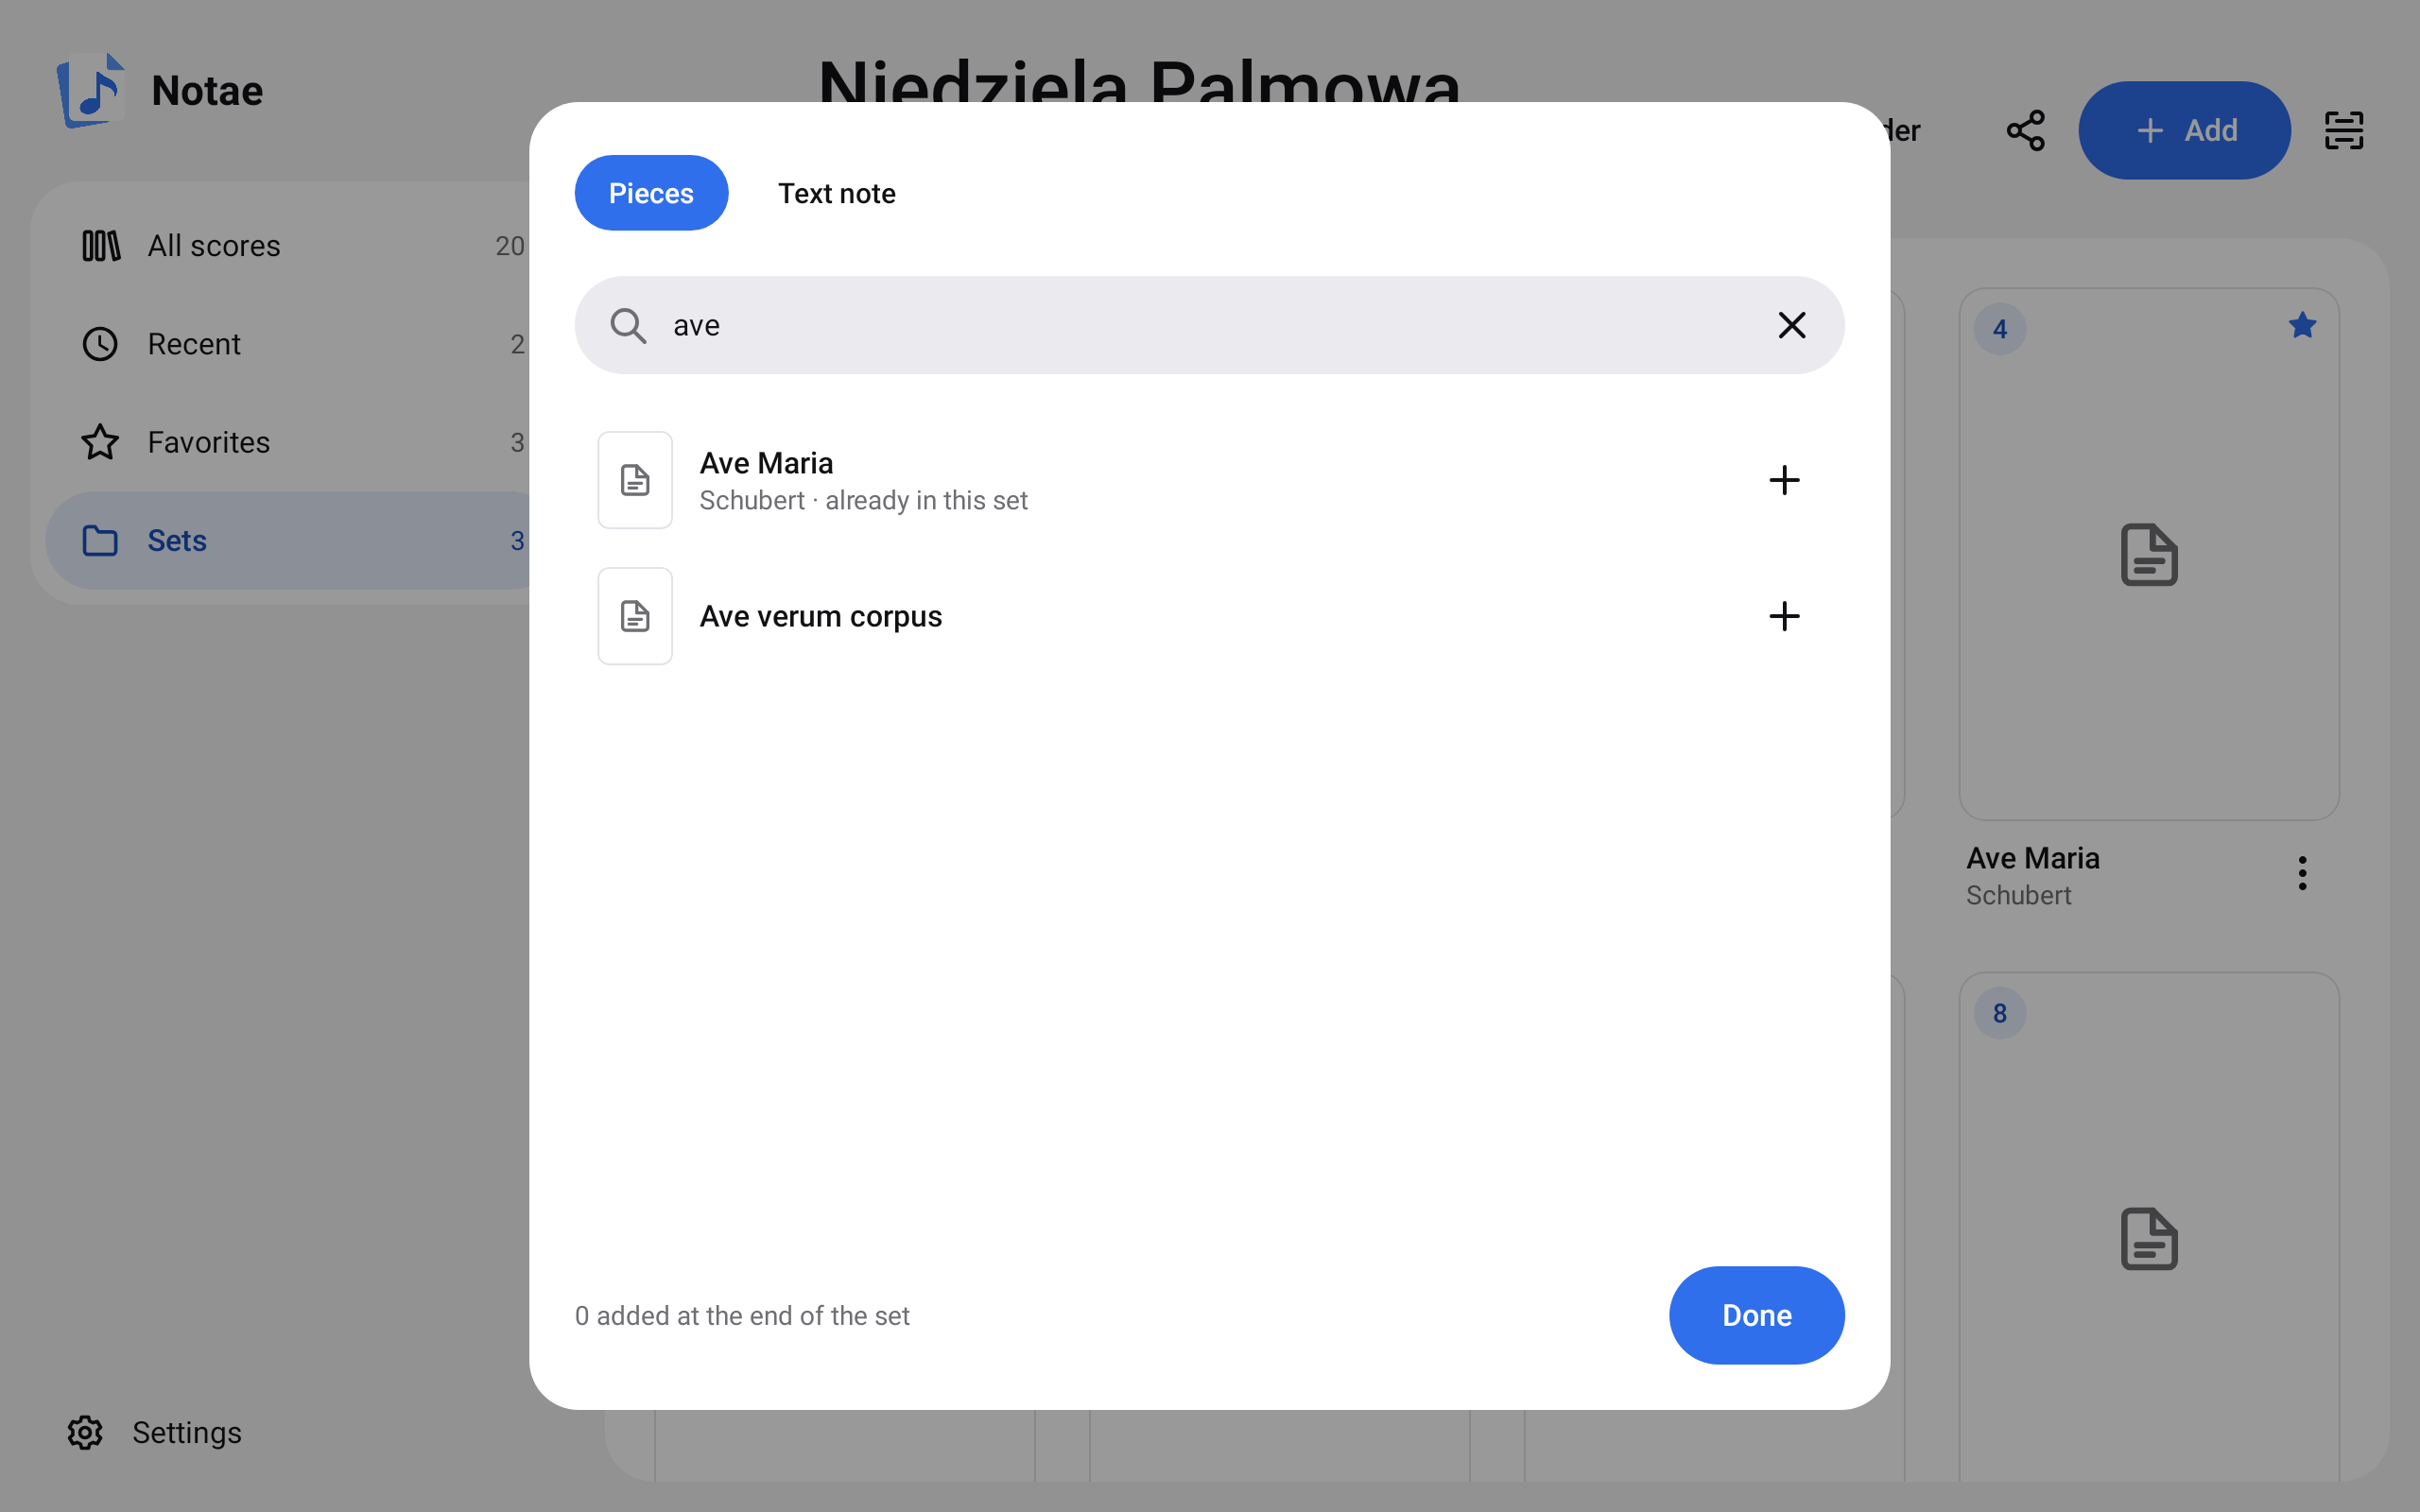 Notae
Niedziela Palmowa
Add
All scores 20
Recent 2
Favorites 3
Sets 3
Settings
Pieces
Text note
ave
Ave Maria
Schubert · already in this set
Ave verum corpus
0 added at the end of the set
Done
4
Ave Maria
Schubert
8